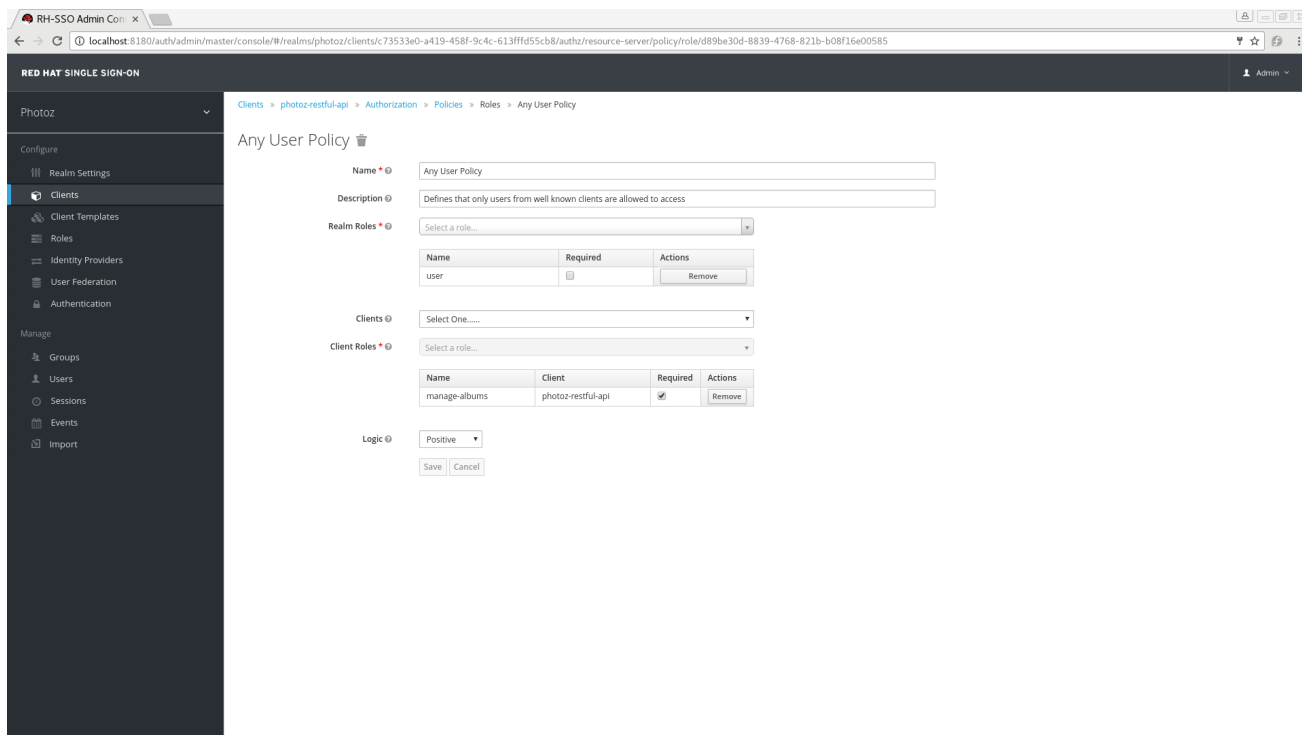 RH-SSO Admin Con
localhost:8180/auth/admin/master/console/#/realms/photoz/clients/c73533e0-a419-458f-9c4c-613fffd55cb8/authz/resource-server/policy/role/d89be30d-8839-4768-821b-b08f16e00585
RED HAT SINGLE SIGN-ON
Admin
Photoz
Clients » photoz-restful-api » Authorization » Policies » Roles » Any User Policy
Any User Policy
Configure
Realm Settings
Clients
Client Templates
Roles
Identity Providers
User Federation
Authentication
Manage
Groups
Users
Sessions
Events
Import
Name * Any User Policy
Description Defines that only users from well known clients are allowed to access
Realm Roles * Select a role...
Name Required Actions
user Remove
Clients Select One......
Client Roles * Select a role...
Name Client Required Actions
manage-albums photoz-restful-api Remove
Logic Positive
Save Cancel